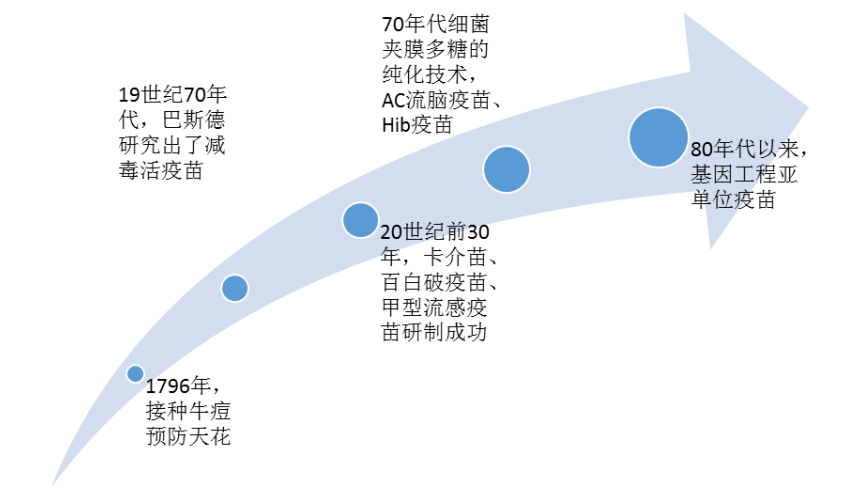 1796年，
接种牛痘
预防天花
19世纪70年
代，巴斯德
研究出了减
毒活疫苗
20世纪前30
年，卡介苗、
百白破疫苗、
甲型流感疫
苗研制成功
70年代细菌
夹膜多糖的
纯化技术，
AC流脑疫苗、
Hib疫苗
80年代以来，
基因工程亚
单位疫苗